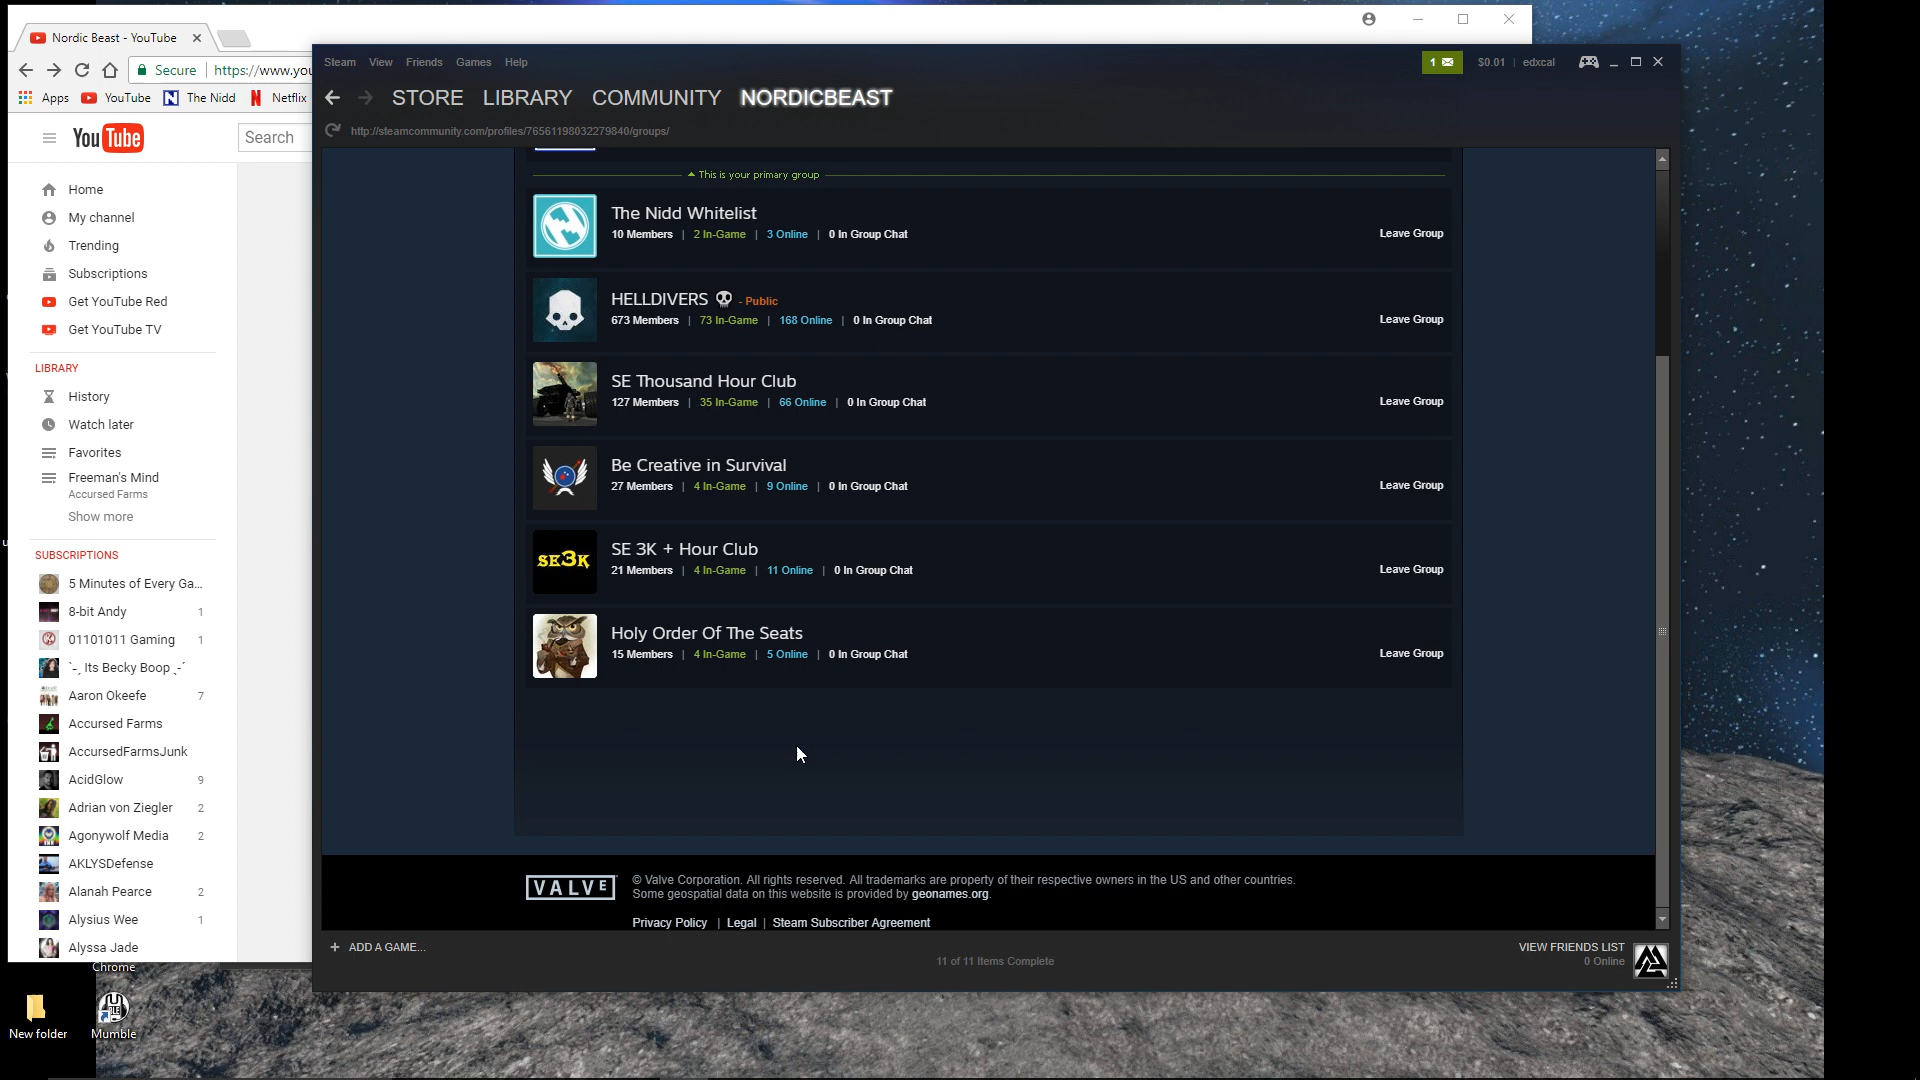 Nordic Beast - YouTube
Secure | https://www.you
Apps YouTube The Nidd Netflix
YouTube
Search
Home
My channel
Trending
Subscriptions
Get YouTube Red
Get YouTube TV
LIBRARY
History
Watch later
Favorites
Freeman's Mind
Accursed Farms
Show more
SUBSCRIPTIONS
5 Minutes of Every Ga...
8-bit Andy 1
01101011 Gaming 1
`-¸ Its Becky Boop ¸-´
Aaron Okeefe 7
Accursed Farms
AccursedFarmsJunk
AcidGlow 9
Adrian von Ziegler 2
Agonywolf Media 2
AKLYSDefense
Alanah Pearce 2
Alysius Wee 1
Alyssa Jade
Chrome
New folder
Mumble
Steam View Friends Games Help
1 $0.01 | edxcal
STORE LIBRARY COMMUNITY NORDICBEAST
http://steamcommunity.com/profiles/76561198032279840/groups/
This is your primary group
The Nidd Whitelist
10 Members | 2 In-Game | 3 Online | 0 In Group Chat
Leave Group
HELLDIVERS 💀 - Public
673 Members | 73 In-Game | 168 Online | 0 In Group Chat
Leave Group
SE Thousand Hour Club
127 Members | 35 In-Game | 66 Online | 0 In Group Chat
Leave Group
Be Creative in Survival
27 Members | 4 In-Game | 9 Online | 0 In Group Chat
Leave Group
SE3K
SE 3K + Hour Club
21 Members | 4 In-Game | 11 Online | 0 In Group Chat
Leave Group
Holy Order Of The Seats
15 Members | 4 In-Game | 5 Online | 0 In Group Chat
Leave Group
VALVE
© Valve Corporation. All rights reserved. All trademarks are property of their respective owners in the US and other countries.
Some geospatial data on this website is provided by geonames.org.
Privacy Policy | Legal | Steam Subscriber Agreement
+ ADD A GAME...
11 of 11 Items Complete
VIEW FRIENDS LIST
0 Online